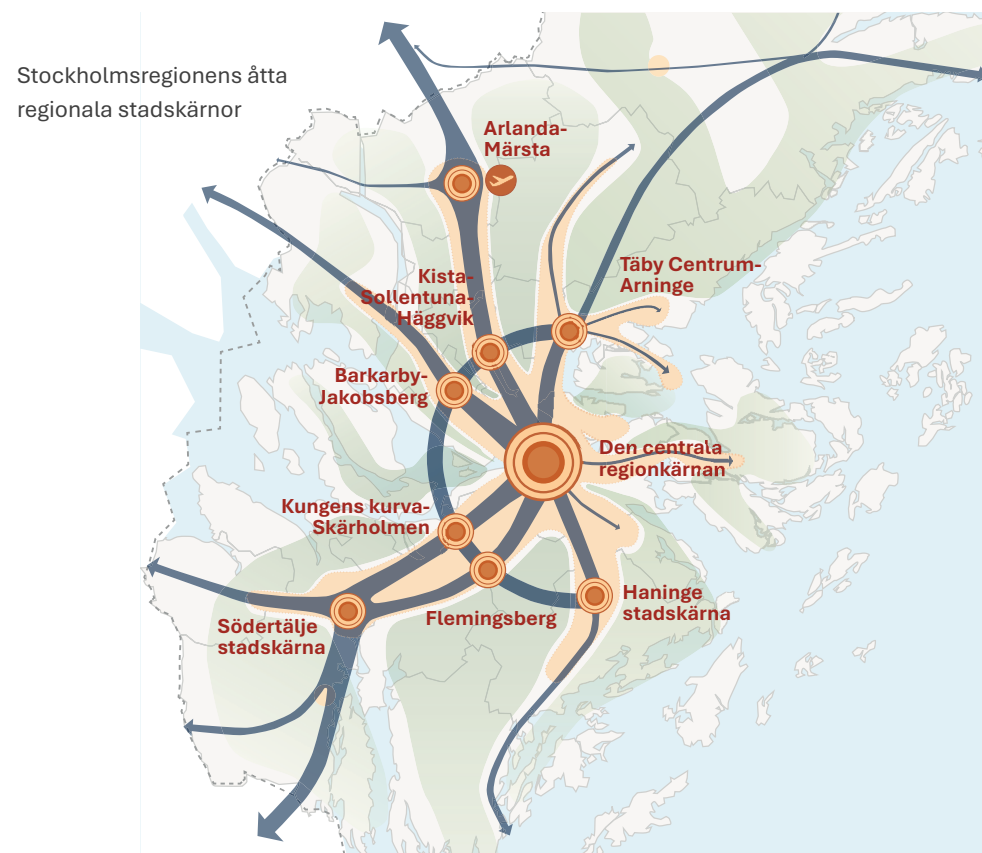 Stockholmsregionens åtta
regionala stadskärnor
Arlanda-
Märsta
Täby Centrum-
Arninge
Kista-
Sollentuna-
Häggvik
Barkarby-
Jakobsberg
Den centrala
regionkärnan
Kungens kurva-
Skärholmen
Haninge
stadskärna
Flemingsberg
Södertälje
stadskärna